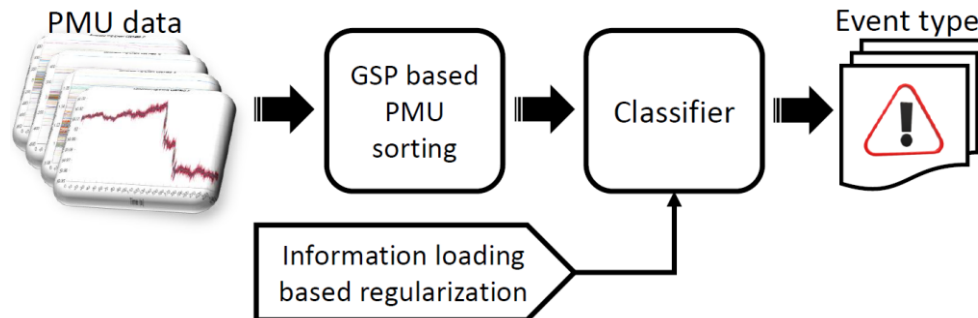 PMU data
Event type
GSP based
PMU
sorting
Classifier
Information loading
based regularization